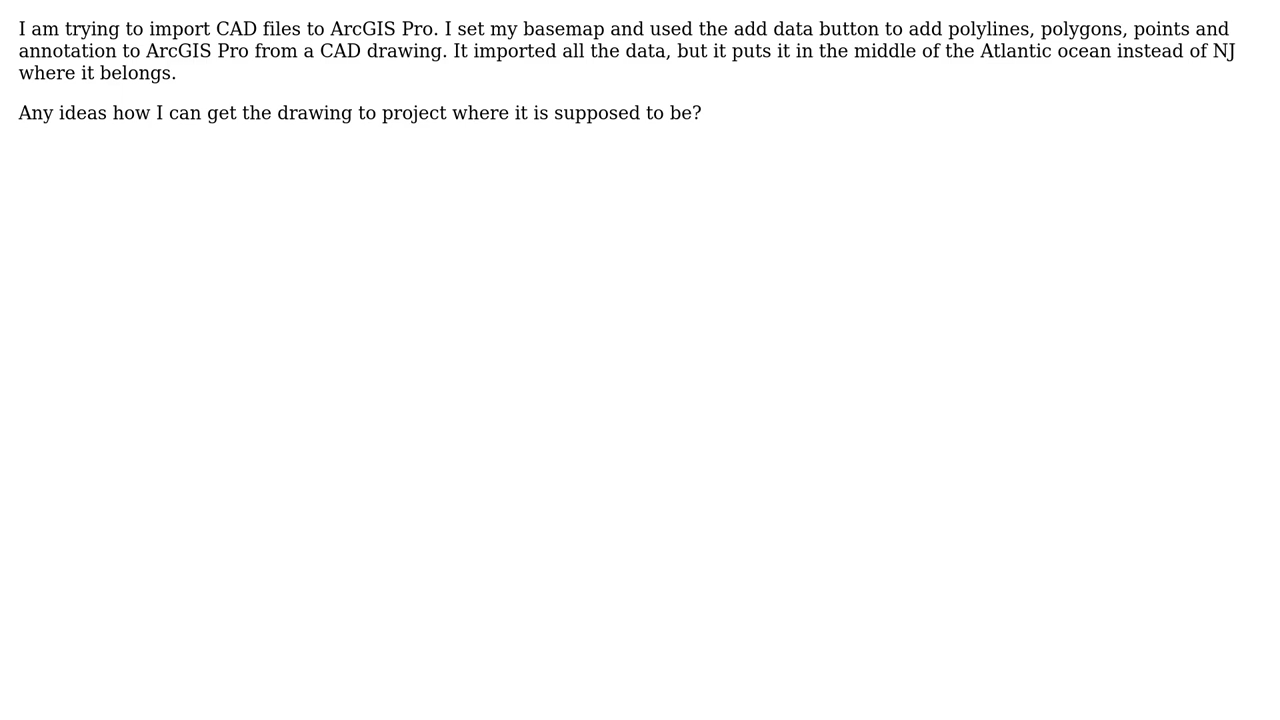 I am trying to import CAD files to ArcGIS Pro. I set my basemap and used the add data button to add polylines, polygons, points and
annotation to ArcGIS Pro from a CAD drawing. It imported all the data, but it puts it in the middle of the Atlantic ocean instead of NJ
where it belongs.
Any ideas how I can get the drawing to project where it is supposed to be?